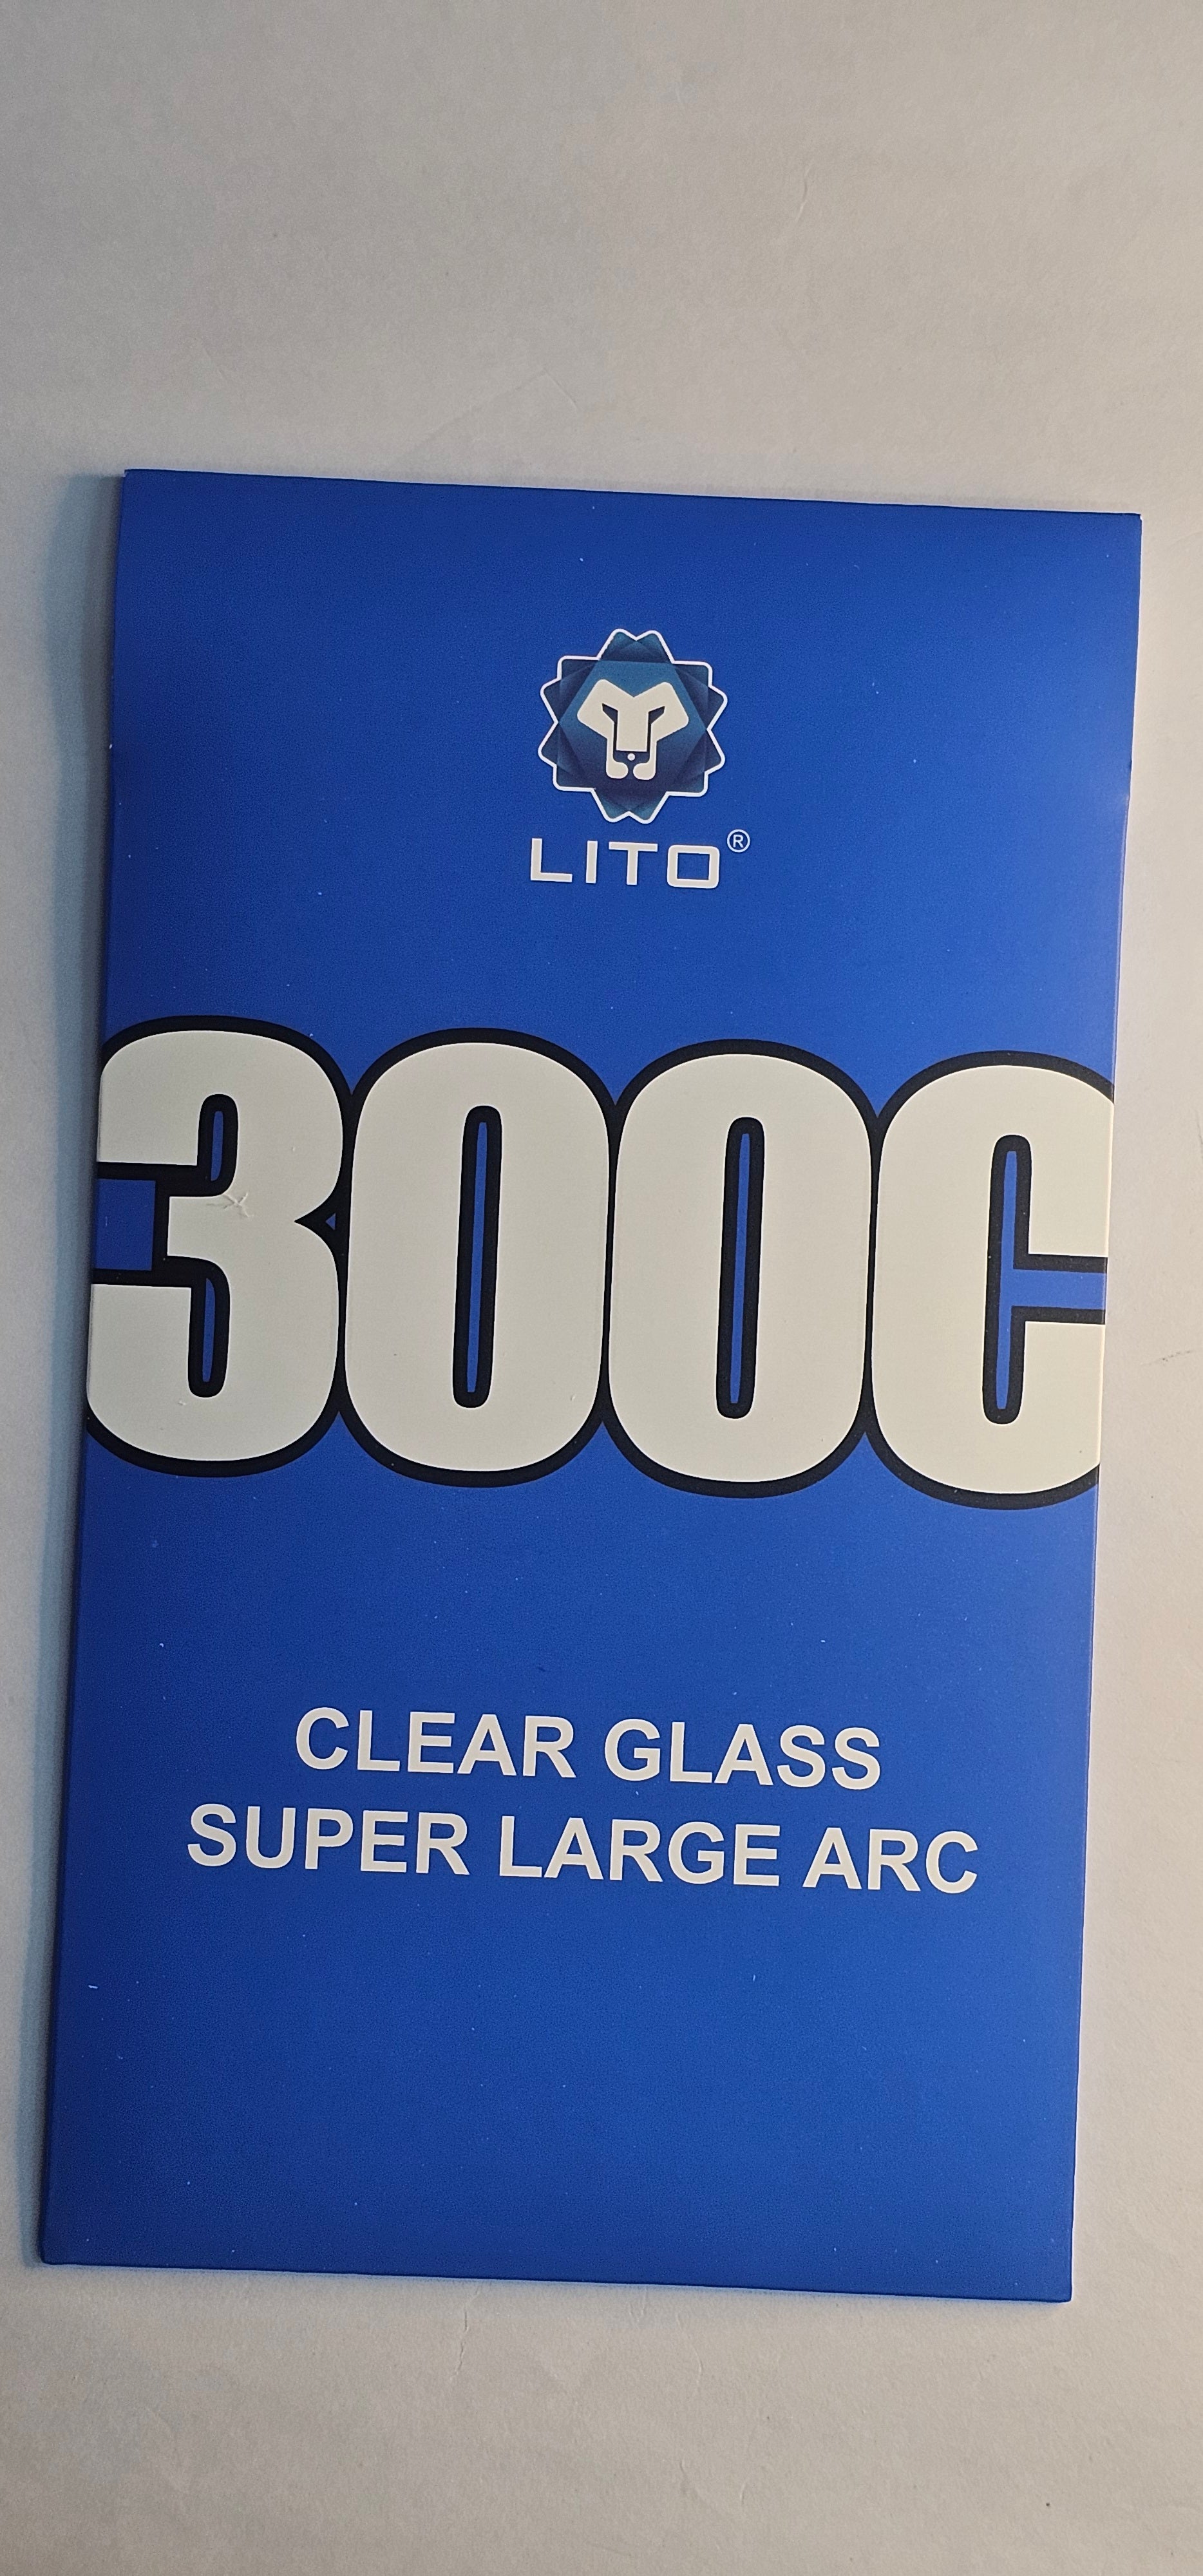 LITO®
300C
CLEAR GLASS
SUPER LARGE ARC